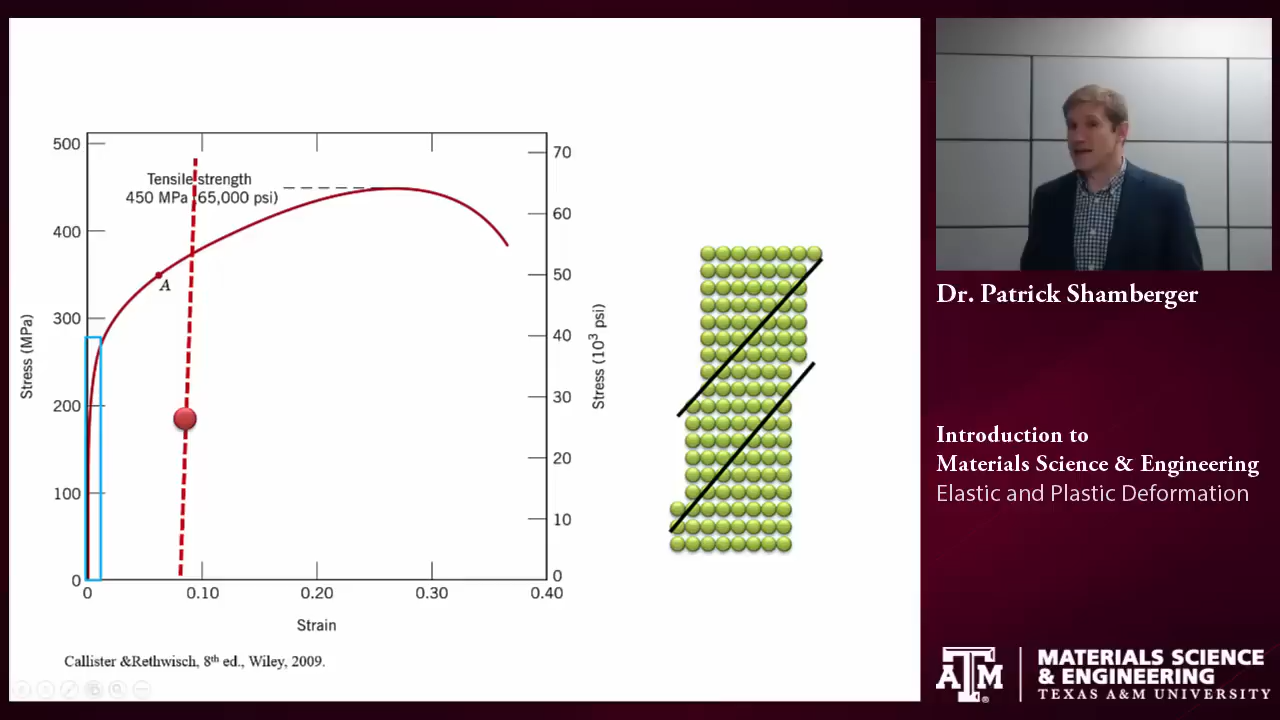 500
400
300
200
100
0
Stress (MPa)
Tensile strength
450 MPa (65,000 psi)
A
70
60
50
40
30
20
10
0
Stress (10³ psi)
0
0.10
0.20
0.30
0.40
Strain
Callister &Rethwisch, 8th ed., Wiley, 2009.
Dr. Patrick Shamberger
Introduction to
Materials Science & Engineering
Elastic and Plastic Deformation
ATM®
MATERIALS SCIENCE
& ENGINEERING
TEXAS A&M UNIVERSITY